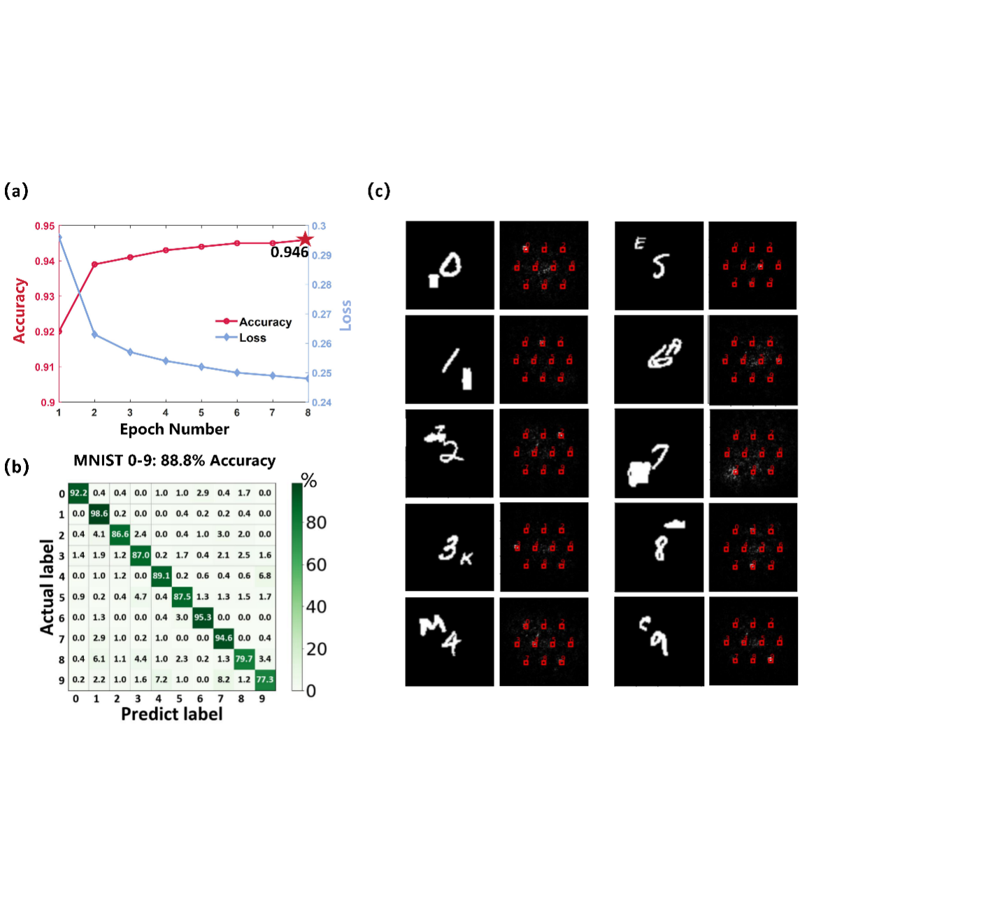 (a)
0.95
0.94
0.93
0.92
0.91
0.9
Accuracy
0.3
0.29
0.28
0.27
0.26
0.25
0.24
Loss
0.946
Accuracy
Loss
1 2 3 4 5 6 7 8
Epoch Number
(b)
MNIST 0-9: 88.8% Accuracy
%
Actual label
0 92.2 0.4 0.4 0.0 1.0 1.0 2.9 0.4 1.7 0.0
1 0.0 98.6 0.2 0.0 0.0 0.4 0.2 0.2 0.4 0.0
2 0.4 4.1 86.6 2.4 0.0 0.4 1.0 3.0 2.0 0.0
3 1.4 1.9 1.2 87.0 0.2 1.7 0.4 2.1 2.5 1.6
4 0.0 1.0 1.2 0.0 89.1 0.2 0.6 0.4 0.6 6.8
5 0.9 0.2 0.4 4.7 0.4 87.5 1.3 1.3 1.5 1.7
6 0.0 1.3 0.0 0.0 0.4 3.0 95.3 0.0 0.0 0.0
7 0.0 2.9 1.0 0.2 1.0 0.0 0.0 94.6 0.0 0.4
8 0.4 6.1 1.1 4.4 1.0 2.3 0.2 1.3 79.7 3.4
9 0.2 2.2 1.0 1.6 7.2 1.0 0.0 8.2 1.2 77.3
0 1 2 3 4 5 6 7 8 9
Predict label
80
60
40
20
0
(c)
0
E
5
1
6
2
7
3 K
8
M
4
C
9